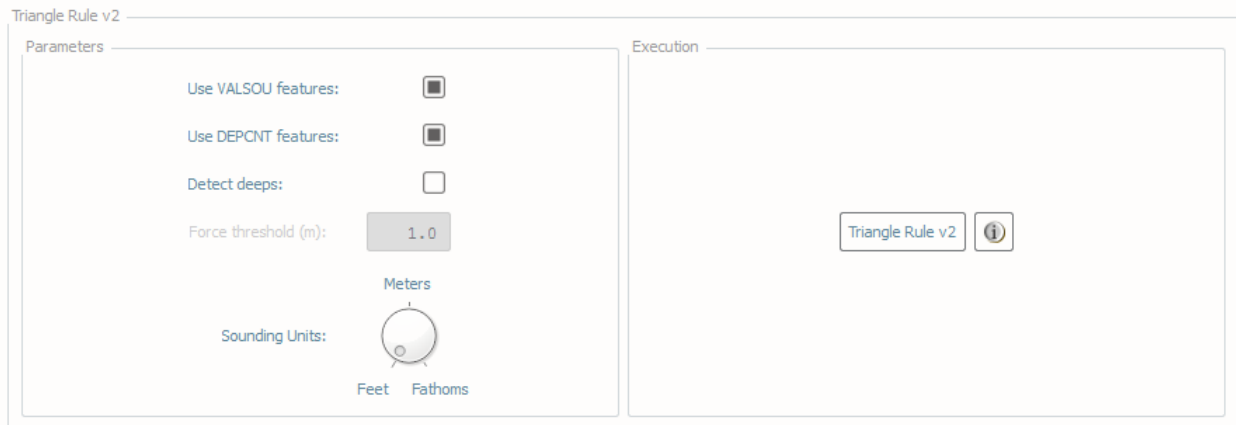 Triangle Rule v2
Parameters
Use VALSOU features:
Use DEPCNT features:
Detect deeps:
Force threshold (m): 1.0
Meters
Sounding Units:
Feet Fathoms
Execution
Triangle Rule v2 i